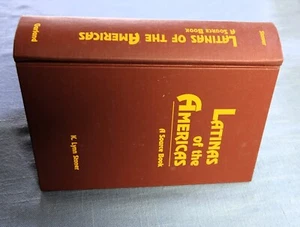 LATINAS OF THE AMERICAS
A SOURCE BOOK
Stoner
Garland
LATINAS
of the
AMERICAS
A Source Book
K. Lynn Stoner